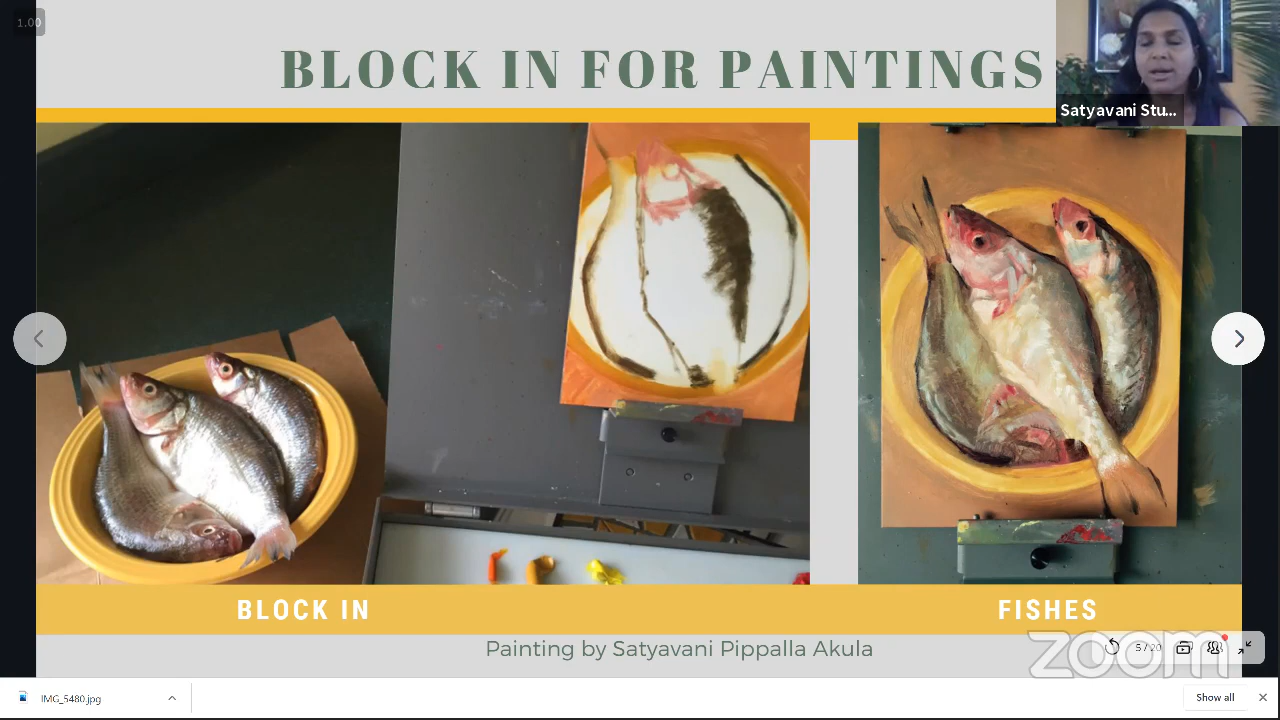 1.00
BLOCK IN FOR PAINTINGS
Satyavani Stu...
BLOCK IN
FISHES
Painting by Satyavani Pippalla Akula
5 / 20
zoom
IMG_5480.jpg
Show all